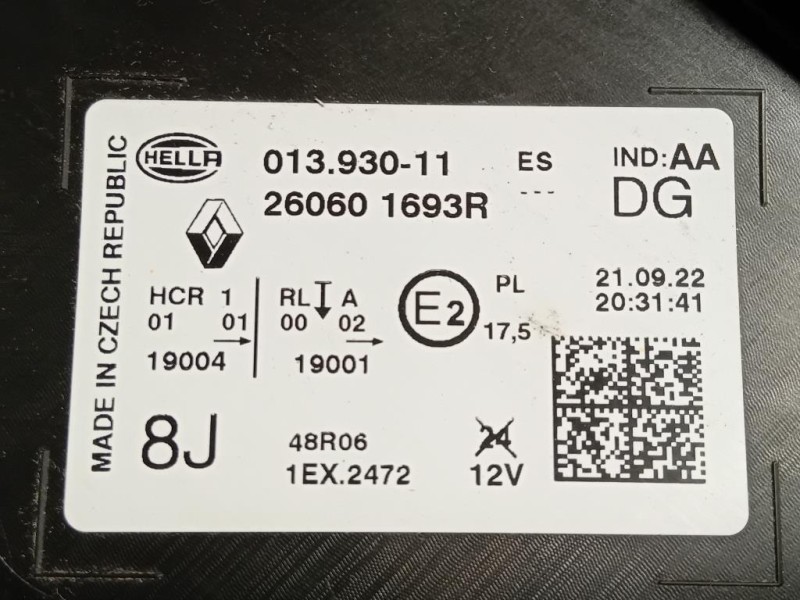 MADE IN CZECH REPUBLIC
HELLA 013.930-11 ES IND:AA
26060 1693R --- DG
HCR 1 RL A E2 PL 21.09.22
01 01 00 02 17,5 20:31:41
19004 19001
8J 48R06 24
1EX.2472 12V